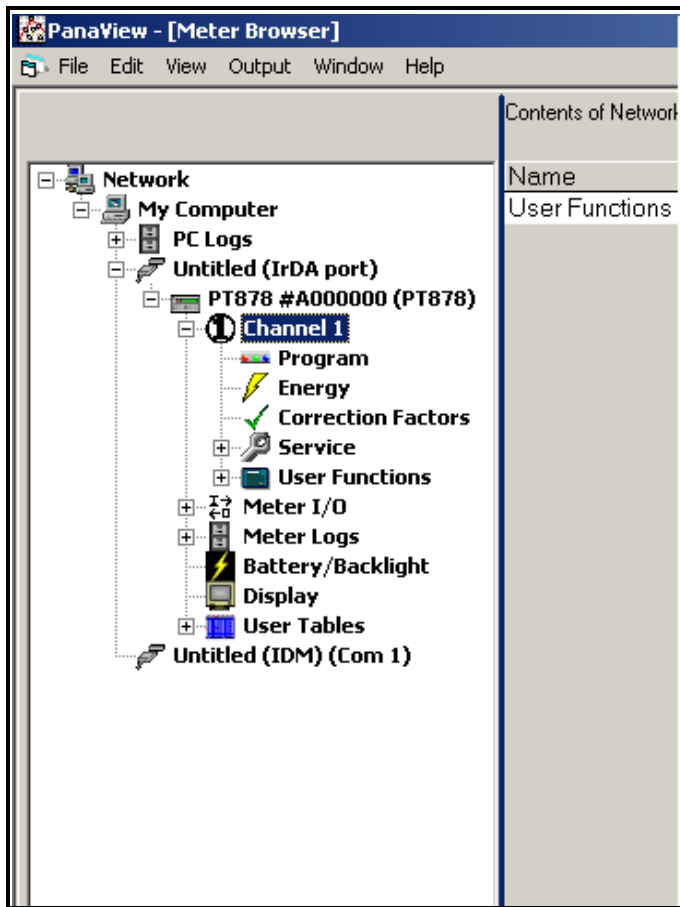 PanaView - [Meter Browser]
File Edit View Output Window Help
Contents of Network
Name
User Functions
Network
My Computer
PC Logs
Untitled (IrDA port)
PT878 #A000000 (PT878)
1 Channel 1
Program
Energy
Correction Factors
Service
User Functions
Meter I/O
Meter Logs
Battery/Backlight
Display
User Tables
Untitled (IDM) (Com 1)